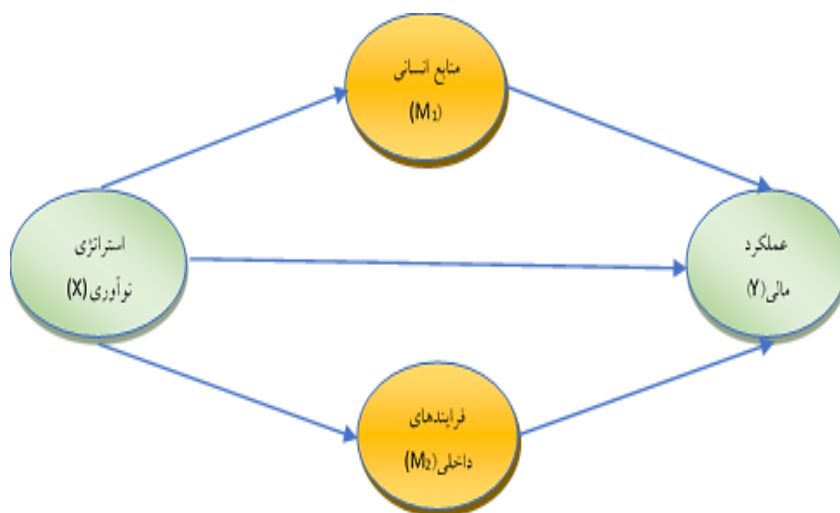 منابع انسانی
(M₁)
استراتژی
نوآوری(X)
عملکرد
مالی(Y)
فرایندهای
داخلی(M₂)